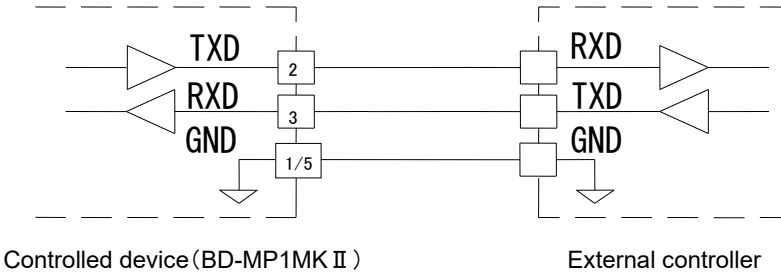 TXD 2 RXD
RXD 3 TXD
GND 1/5 GND
Controlled device(BD-MP1MKⅡ) External controller